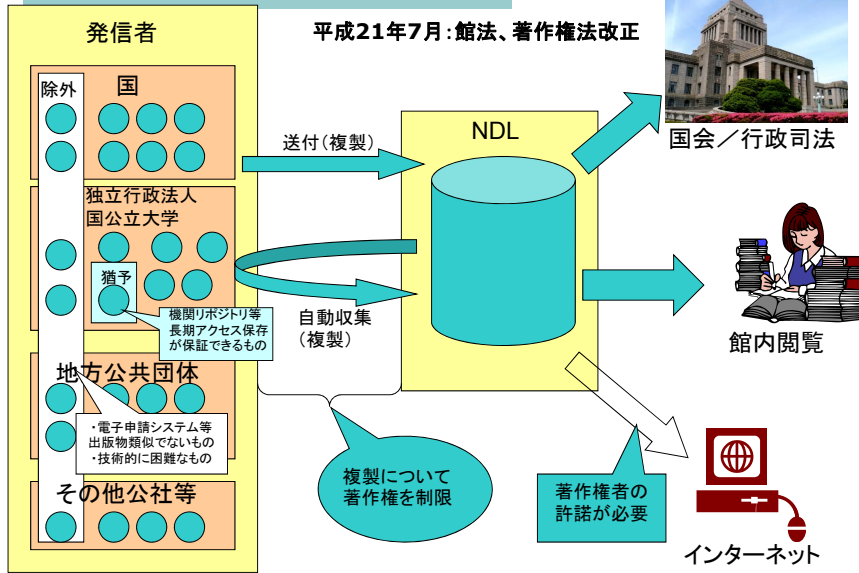 平成21年7月:館法、著作権法改正
発信者
除外
国
独立行政法人
国公立大学
猶予
機関リポジトリ等
長期アクセス保存
が保証できるもの
地方公共団体
・電子申請システム等
出版物類似でないもの
・技術的に困難なもの
その他公社等
送付(複製)
自動収集
(複製)
複製について
著作権を制限
NDL
国会/行政司法
館内閲覧
著作権者の
許諾が必要
インターネット